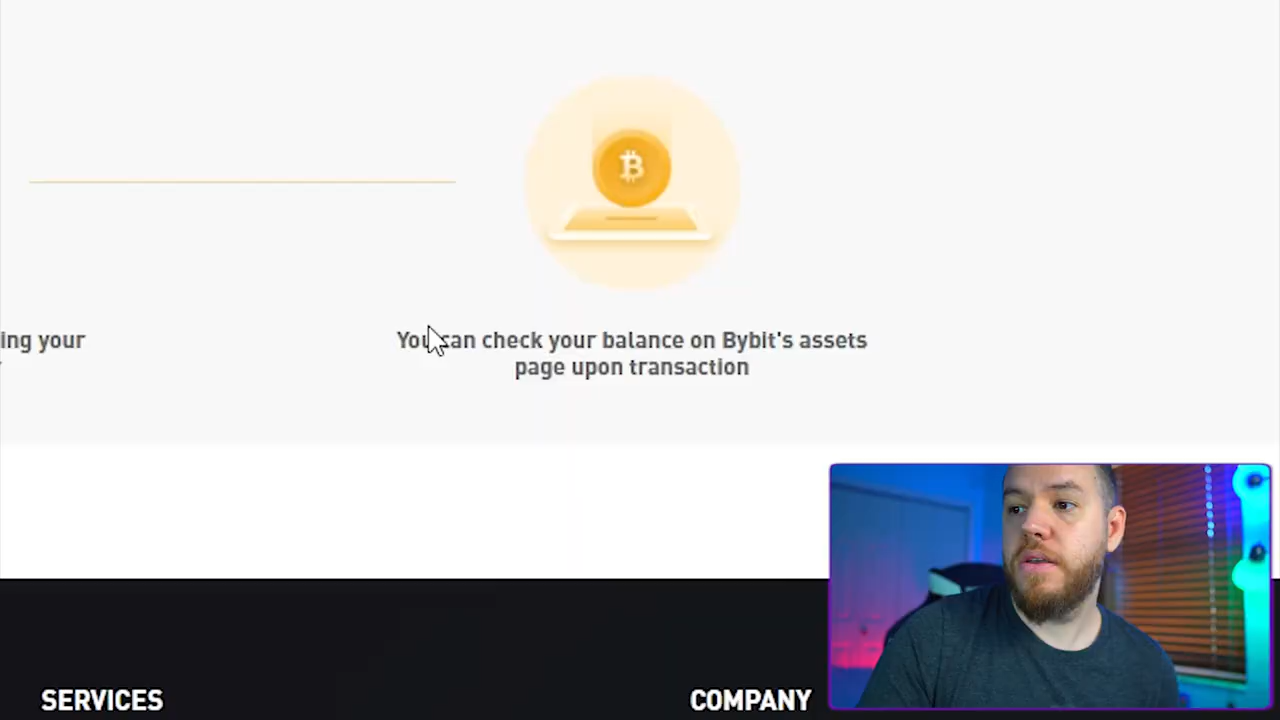 ing your
You can check your balance on Bybit's assets
page upon transaction
SERVICES
COMPANY